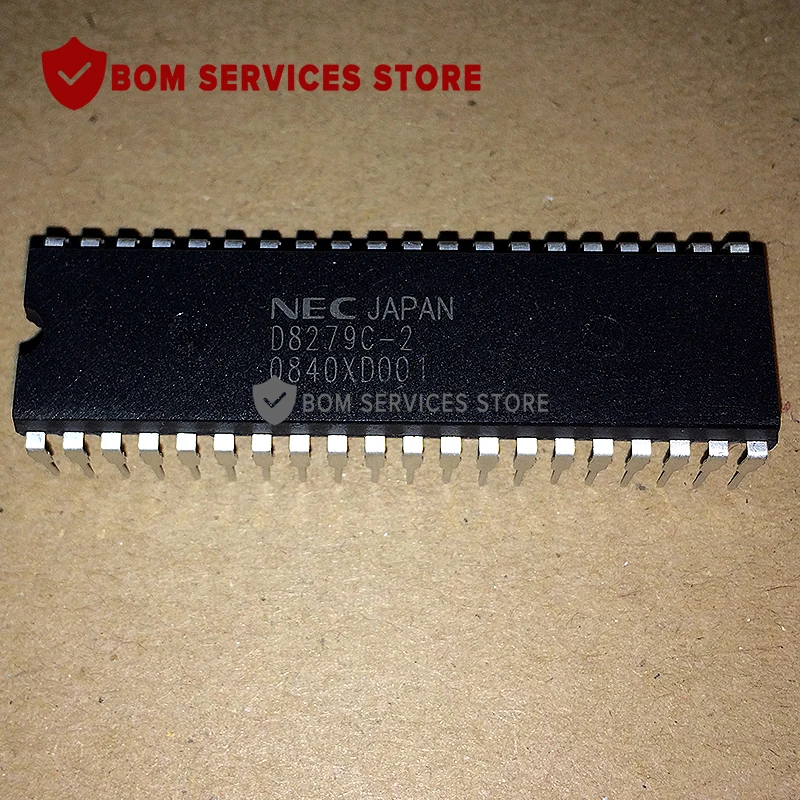 BOM SERVICES STORE
NEC JAPAN
D8279C-2
0840XD001
BOM SERVICES STORE